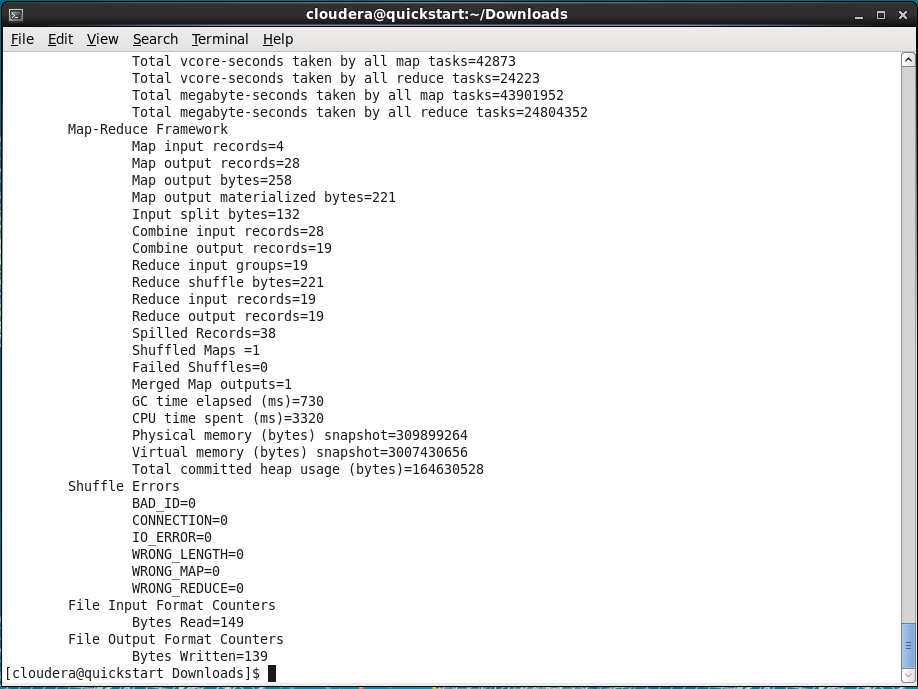 cloudera@quickstart:~/Downloads
File Edit View Search Terminal Help
Total vcore-seconds taken by all map tasks=42873
Total vcore-seconds taken by all reduce tasks=24223
Total megabyte-seconds taken by all map tasks=43901952
Total megabyte-seconds taken by all reduce tasks=24804352
Map-Reduce Framework
Map input records=4
Map output records=28
Map output bytes=258
Map output materialized bytes=221
Input split bytes=132
Combine input records=28
Combine output records=19
Reduce input groups=19
Reduce shuffle bytes=221
Reduce input records=19
Reduce output records=19
Spilled Records=38
Shuffled Maps =1
Failed Shuffles=0
Merged Map outputs=1
GC time elapsed (ms)=730
CPU time spent (ms)=3320
Physical memory (bytes) snapshot=309899264
Virtual memory (bytes) snapshot=3007430656
Total committed heap usage (bytes)=164630528
Shuffle Errors
BAD_ID=0
CONNECTION=0
IO_ERROR=0
WRONG_LENGTH=0
WRONG_MAP=0
WRONG_REDUCE=0
File Input Format Counters
Bytes Read=149
File Output Format Counters
Bytes Written=139
[cloudera@quickstart Downloads]$